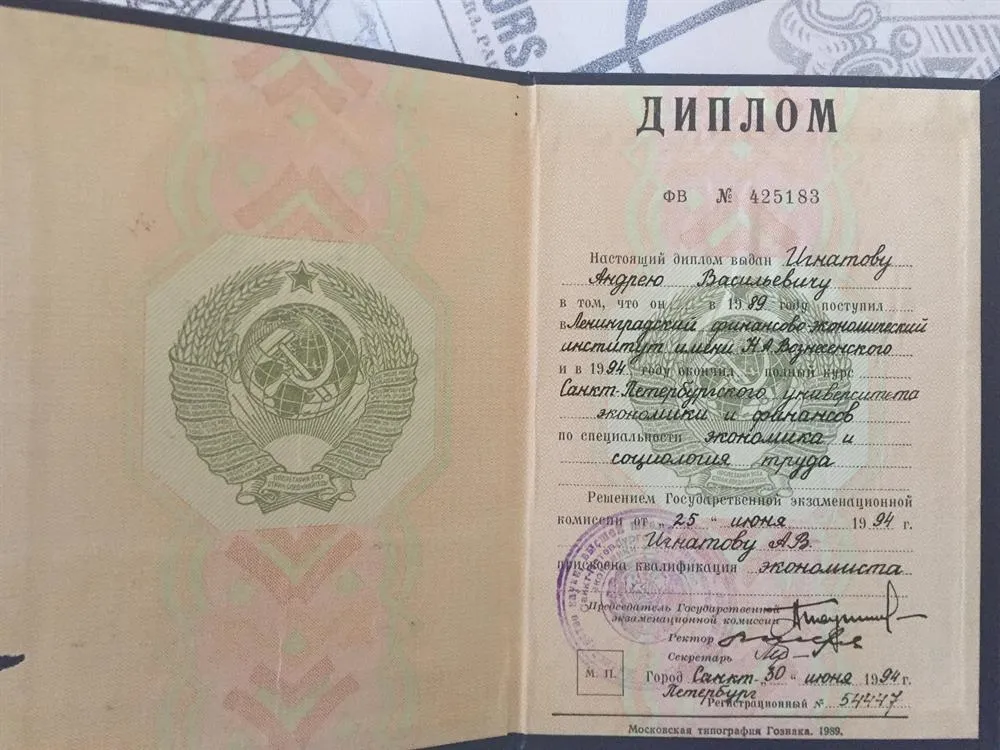 URS
ДИПЛОМ
ФВ № 425183
Настоящий диплом выдан Игнатову
Андрею Васильевичу
в том, что он в 1989 году поступил
в Ленинградский финансово-экономический
институт имени Н.А. Вознесенского
и в 1994 году окончил полный курс
Санкт-Петербургского университета
экономики и финансов
по специальности экономика и
социология труда
Решением Государственной экзаменационной
комиссии от „25“ июня 1994 г.
Игнатову А.В.
присвоена квалификация экономиста
Председатель Государственной
экзаменационной комиссии
Ректор
Секретарь
М. П.
Город Санкт- „30“ июня 1994 г.
Петербург
Регистрационный № 54447
Московская типография Гознака. 1989.